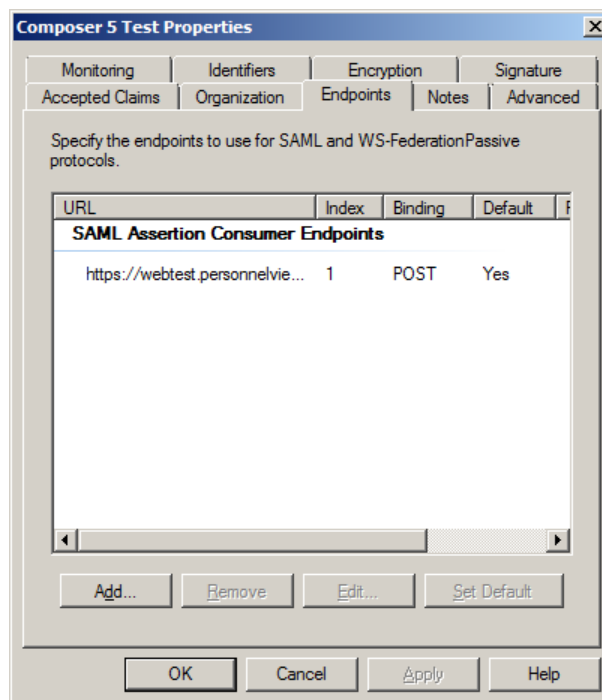 Composer 5 Test Properties
Monitoring Identifiers Encryption Signature
Accepted Claims Organization Endpoints Notes Advanced
Specify the endpoints to use for SAML and WS-FederationPassive
protocols.
URL Index Binding Default
SAML Assertion Consumer Endpoints
https://webtest.personnelvie... 1 POST Yes
Add... Remove Edit... Set Default
OK Cancel Apply Help